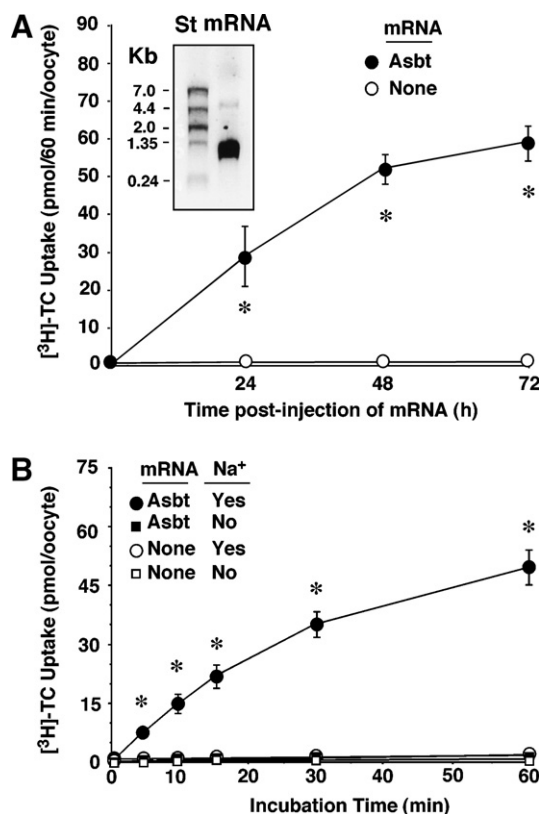 A
St mRNA
Kb
7.0
4.4
2.0
1.35
0.24
mRNA
Asbt
None
[³H]-TC Uptake (pmol/60 min/oocyte)
90
80
70
60
50
40
30
20
10
0
*
*
*
24
48
72
Time post-injection of mRNA (h)
B
mRNA Na⁺
Asbt Yes
Asbt No
None Yes
None No
[³H]-TC Uptake (pmol/oocyte)
75
60
45
30
15
0
*
*
*
*
*
0 10 20 30 40 50 60
Incubation Time (min)